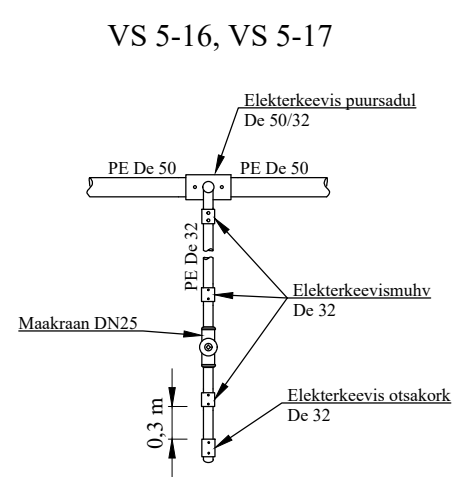 VS 5-16, VS 5-17
Elekterkeevis puursadul
De 50/32
PE De 50
PE De 50
PE De 32
Elekterkeevismuhv
De 32
Maakraan DN25
Elekterkeevis otsakork
De 32
0,3 m